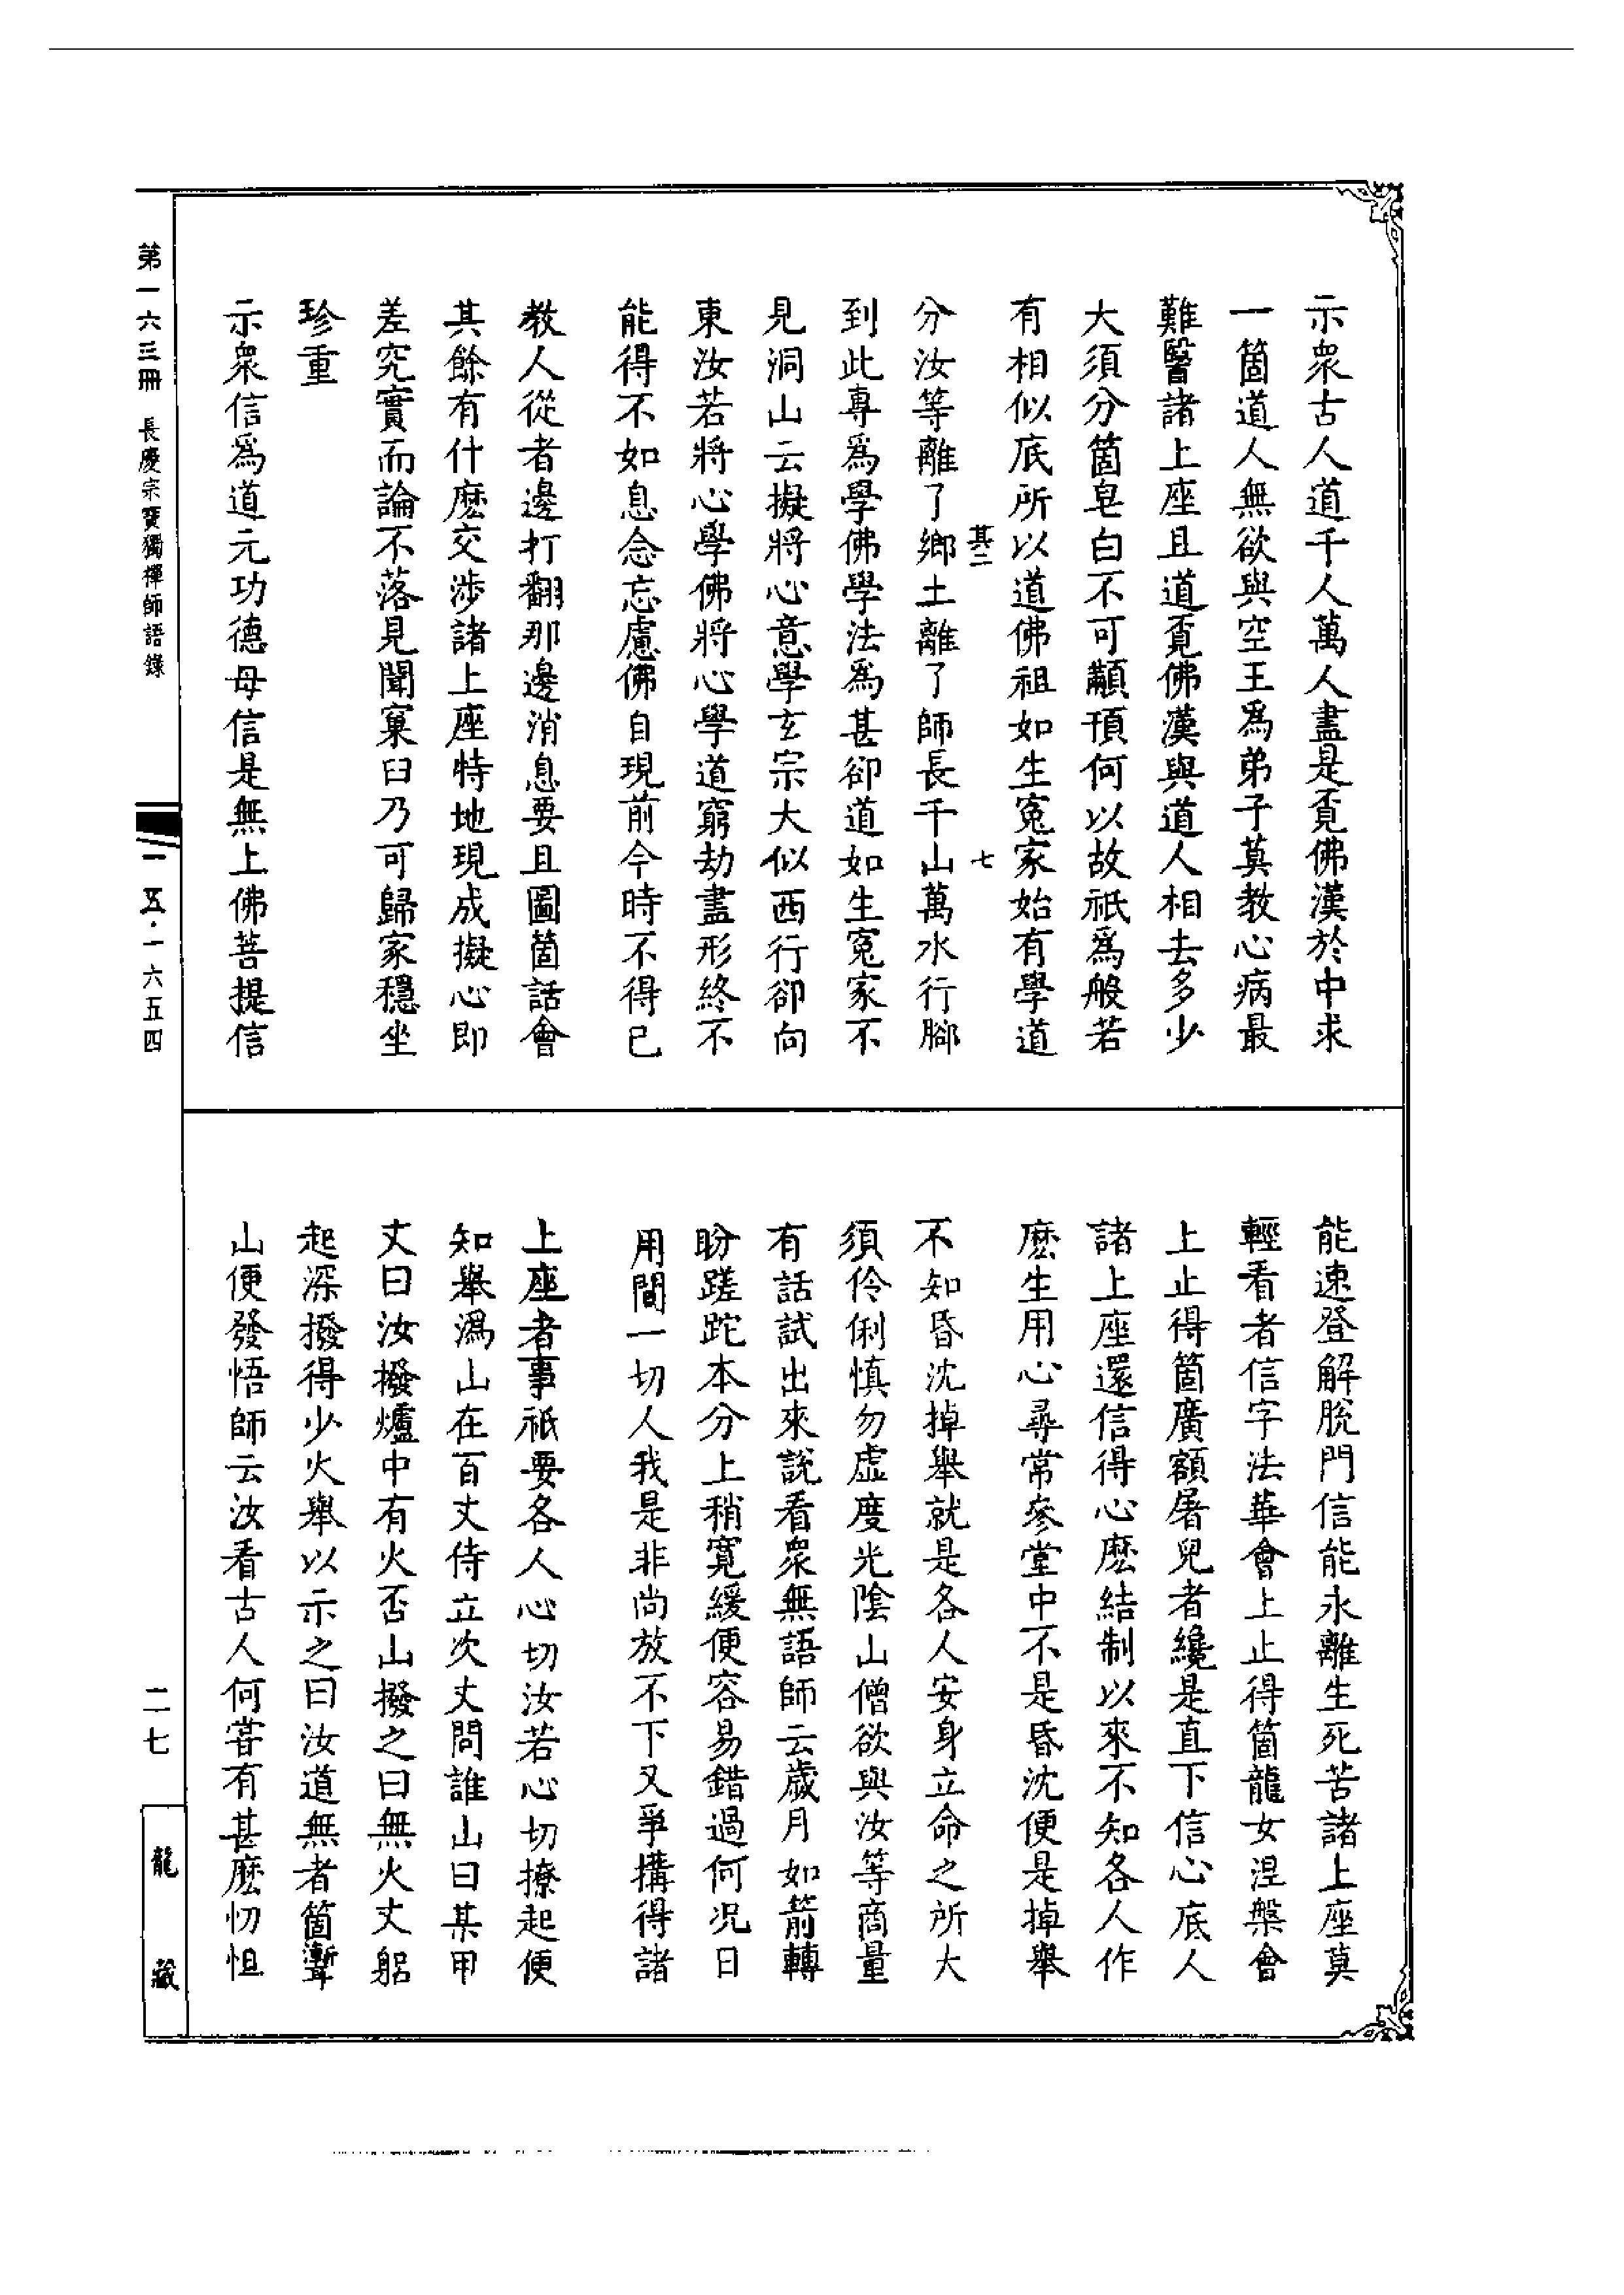 示衆古人道千人萬人盡是覔佛漢於中求
一箇道人無欲與空王爲弟子莫教心病最
難醫諸上座且道覔佛漢與道人相去多少
大須分箇皂白不可顢頇何以故祇爲般若
有相似底所以道佛祖如生寃家始有學道
基二
七
分汝等離了鄉土離了師長千山萬水行腳
到此專爲學佛學法爲甚卻道如生寃家不
見洞山云擬將心意學玄宗大似西行卻向
東汝若將心學佛將心學道窮劫盡形終不
能得不如息念忘慮佛自現前今時不得已
教人從者邊打翻那邊消息要且圖箇話會
其餘有什麽交涉諸上座特地現成擬心即
差究實而論不落見聞窠臼乃可歸家穩坐
珍重
示衆信爲道元功德母信是無上佛菩提信
能速登解脫門信能永離生死苦諸上座莫
輕看者信字法華會上止得箇龍女涅槃會
上止得箇廣額屠兒者纔是直下信心底人
諸上座還信得心麽結制以來不知各人作
麽生用心尋常參堂中不是昏沈便是掉舉
不知昏沈掉舉就是各人安身立命之所大
須伶俐慎勿虛度光陰山僧欲與汝等商量
有話試出來說看衆無語師云歲月如箭轉
盼蹉跎本分上稍寬緩便容易錯過何況日
用間一切人我是非尚放不下又爭搆得諸
上座者事祇要各人心切汝若心切撩起便
知舉潙山在百丈侍立次丈問誰山曰某甲
丈曰汝撥爐中有火否山撥之曰無火丈躬
起深撥得少火舉以示之曰汝道無者箇聻
山便發悟師云汝看古人何甞有甚麽忉怛
第一六三冊 長慶宗寶獨禪師語錄
一五·一六五四
二七
龍藏